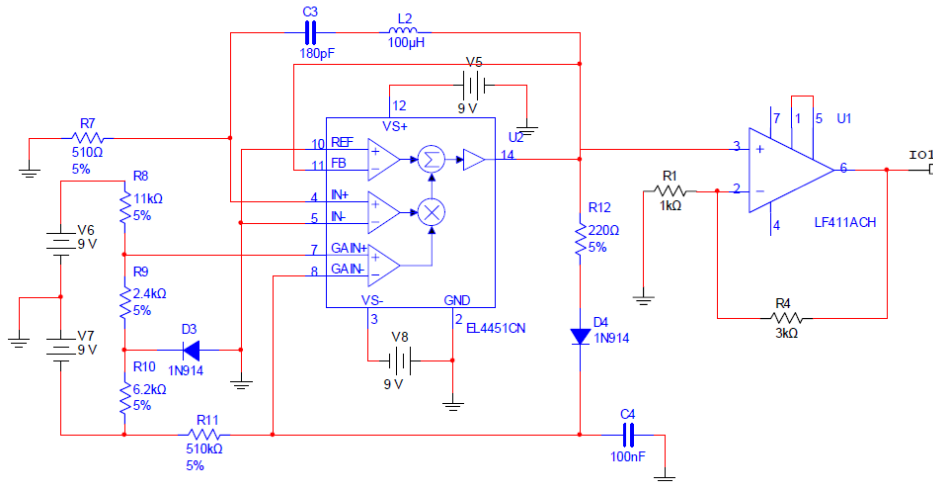 C3
180pF
L2
100µH
V5
9 V
12
VS+
U2
R7
510Ω
5%
10
REF
11
FB
4
IN+
5
IN-
7
GAIN+
8
GAIN-
14
VS-
3
GND
2
EL4451CN
R8
11kΩ
5%
V6
9 V
R9
2.4kΩ
5%
V7
9 V
D3
1N914
R10
6.2kΩ
5%
R11
510kΩ
5%
V8
9 V
R12
220Ω
5%
D4
1N914
C4
100nF
7
1
5
U1
3
2
6
4
LF411ACH
IO1
R1
1kΩ
R4
3kΩ